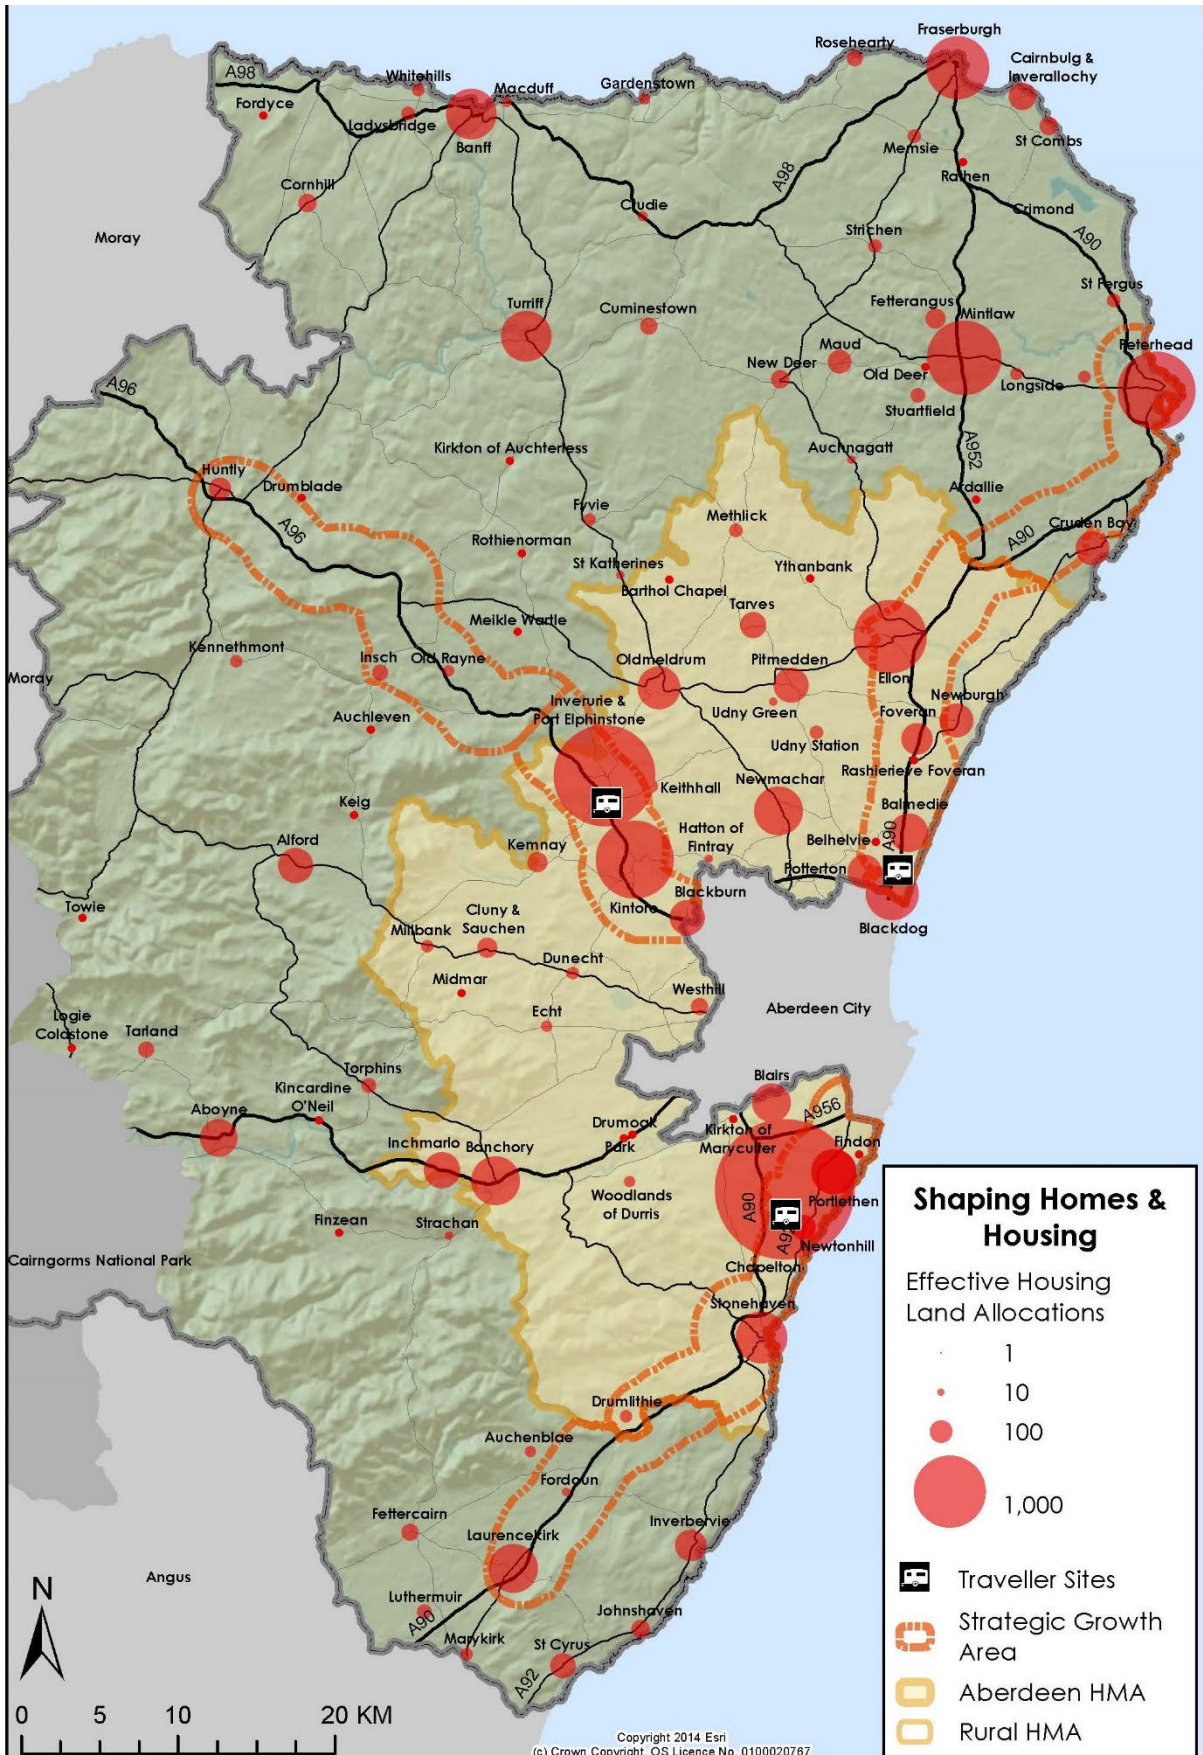 Fraserburgh
Rosehearty
Cairnbulg &
Inverallochy
A98
Whitehills
Macduff
Gardenstown
Fordyce
Ladysbridge
Banff
St Combs
Memsie
Rathen
A98
Cornhill
Crudie
Crimond
A90
Moray
Strichen
St Fergus
Turriff
Cuminestown
Fetterangus
Mintlaw
Peterhead
New Deer
Maud
Old Deer
Longside
Stuartfield
A96
Kirkton of Auchterless
Auchnagatt
A952
Huntly
Drumblade
Ardallie
Fyvie
Methlick
Cruden Bay
A96
A90
Rothienorman
St Katherines
Barthol Chapel
Ythanbank
Tarves
Meikle Wartle
Kennethmont
Insch
Old Rayne
Oldmeldrum
Pitmedden
Ellon
Moray
Newburgh
Inverurie &
Port Elphinstone
Udny Green
Foveran
Auchleven
Udny Station
Rashierieve Foveran
Keithhall
Newmachar
Balmedie
Keig
A90
Alford
Kemnay
Hatton of
Fintray
Belhelvie
Potterton
Blackburn
Kintore
Towie
Cluny &
Sauchen
Blackdog
Millbank
Dunecht
Midmar
Westhill
Aberdeen City
Echt
Logie
Coldstone
Tarland
Torphins
Blairs
Kincardine
O'Neil
A956
Aboyne
Drumoak
Park
Kirkton of
Maryculter
Findon
Inchmarlo
Banchory
Woodlands
of Durris
A90
Portlethen
Finzean
Strachan
Newtonhill
Cairngorms National Park
Chapelton
Stonehaven
Drumlithie
Auchenblae
Fordoun
Fettercairn
Laurencekirk
Inverbervie
Angus
Luthermuir
A90
Johnshaven
Marykirk
St Cyrus
A92
N
0 5 10 20 KM
Copyright 2014 Esri
(c) Crown Copyright. OS Licence No. 0100020767
Shaping Homes &
Housing
Effective Housing
Land Allocations
1
10
100
1,000
Traveller Sites
Strategic Growth
Area
Aberdeen HMA
Rural HMA